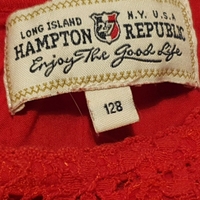 LONG ISLAND N.Y. U.S.A
HAMPTON REPUBLIC
Enjoy The Good Life
128